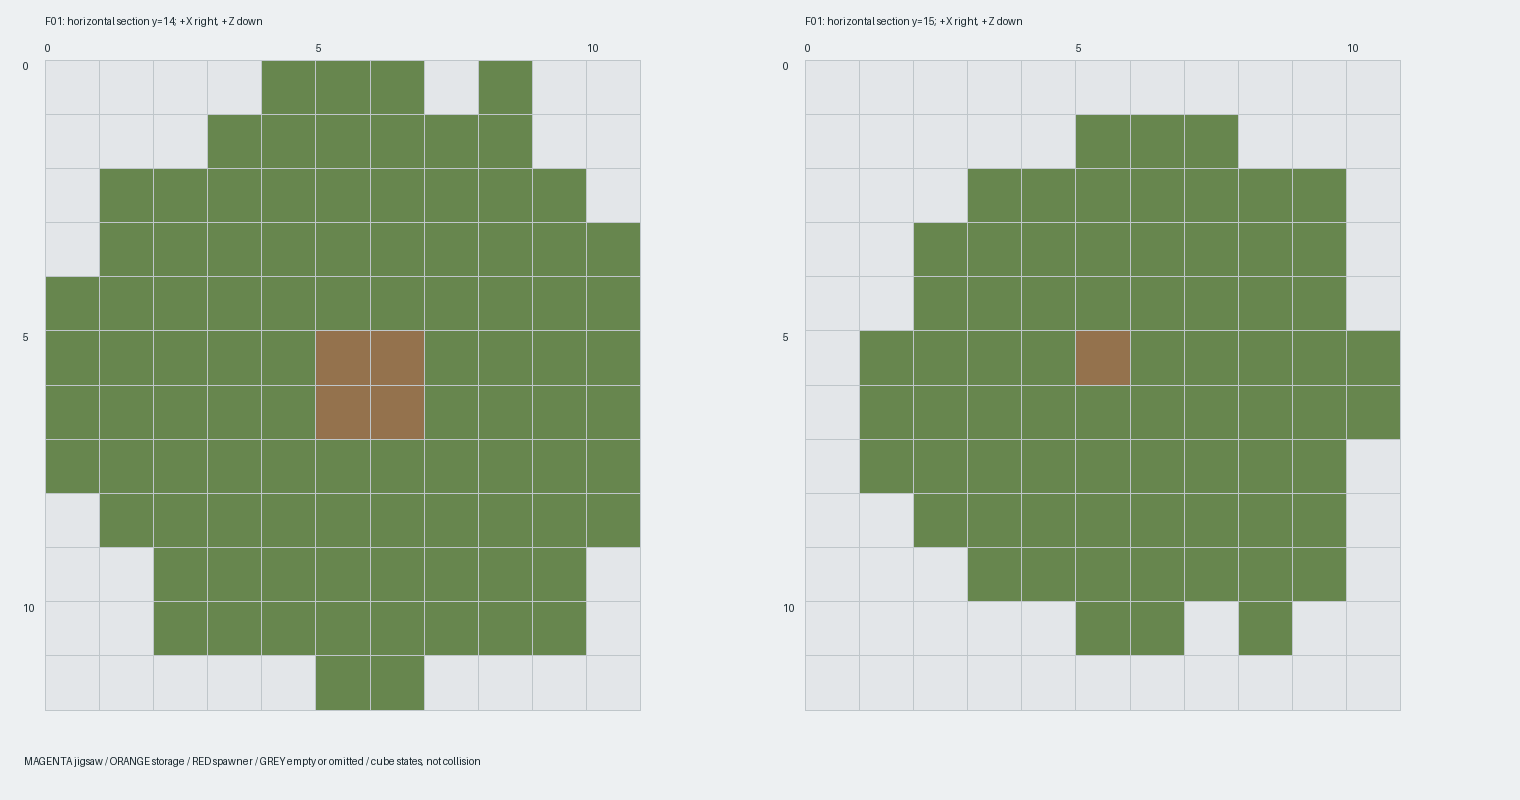 F01: horizontal section y=14; +X right, +Z down
F01: horizontal section y=15; +X right, +Z down
0 5 10
0 5 10
0
0
5
5
10
10
MAGENTA jigsaw / ORANGE storage / RED spawner / GREY empty or omitted / cube states, not collision